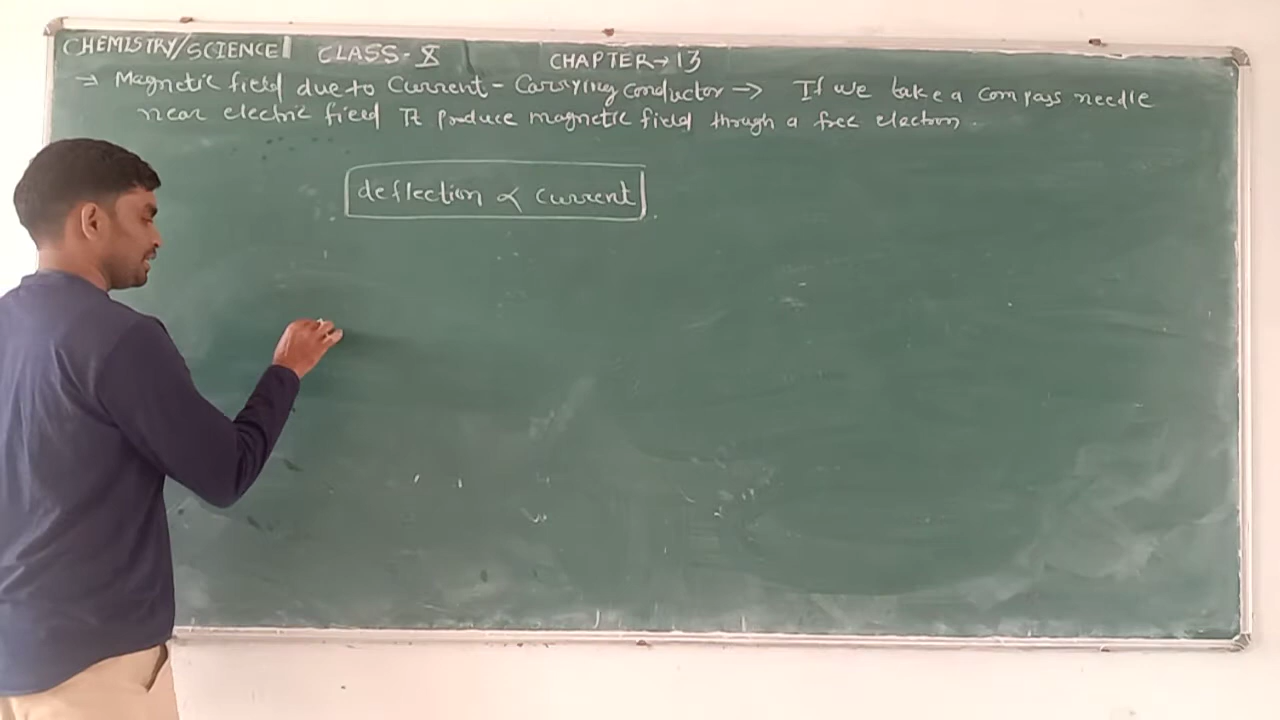 CHEMISTRY/SCIENCE CLASS-X CHAPTER→13
→ Magnetic field due to Current-Carrying Conductor → If we take a compass needle
near electric field It produce magnetic field through a free electron.
deflection ∝ current